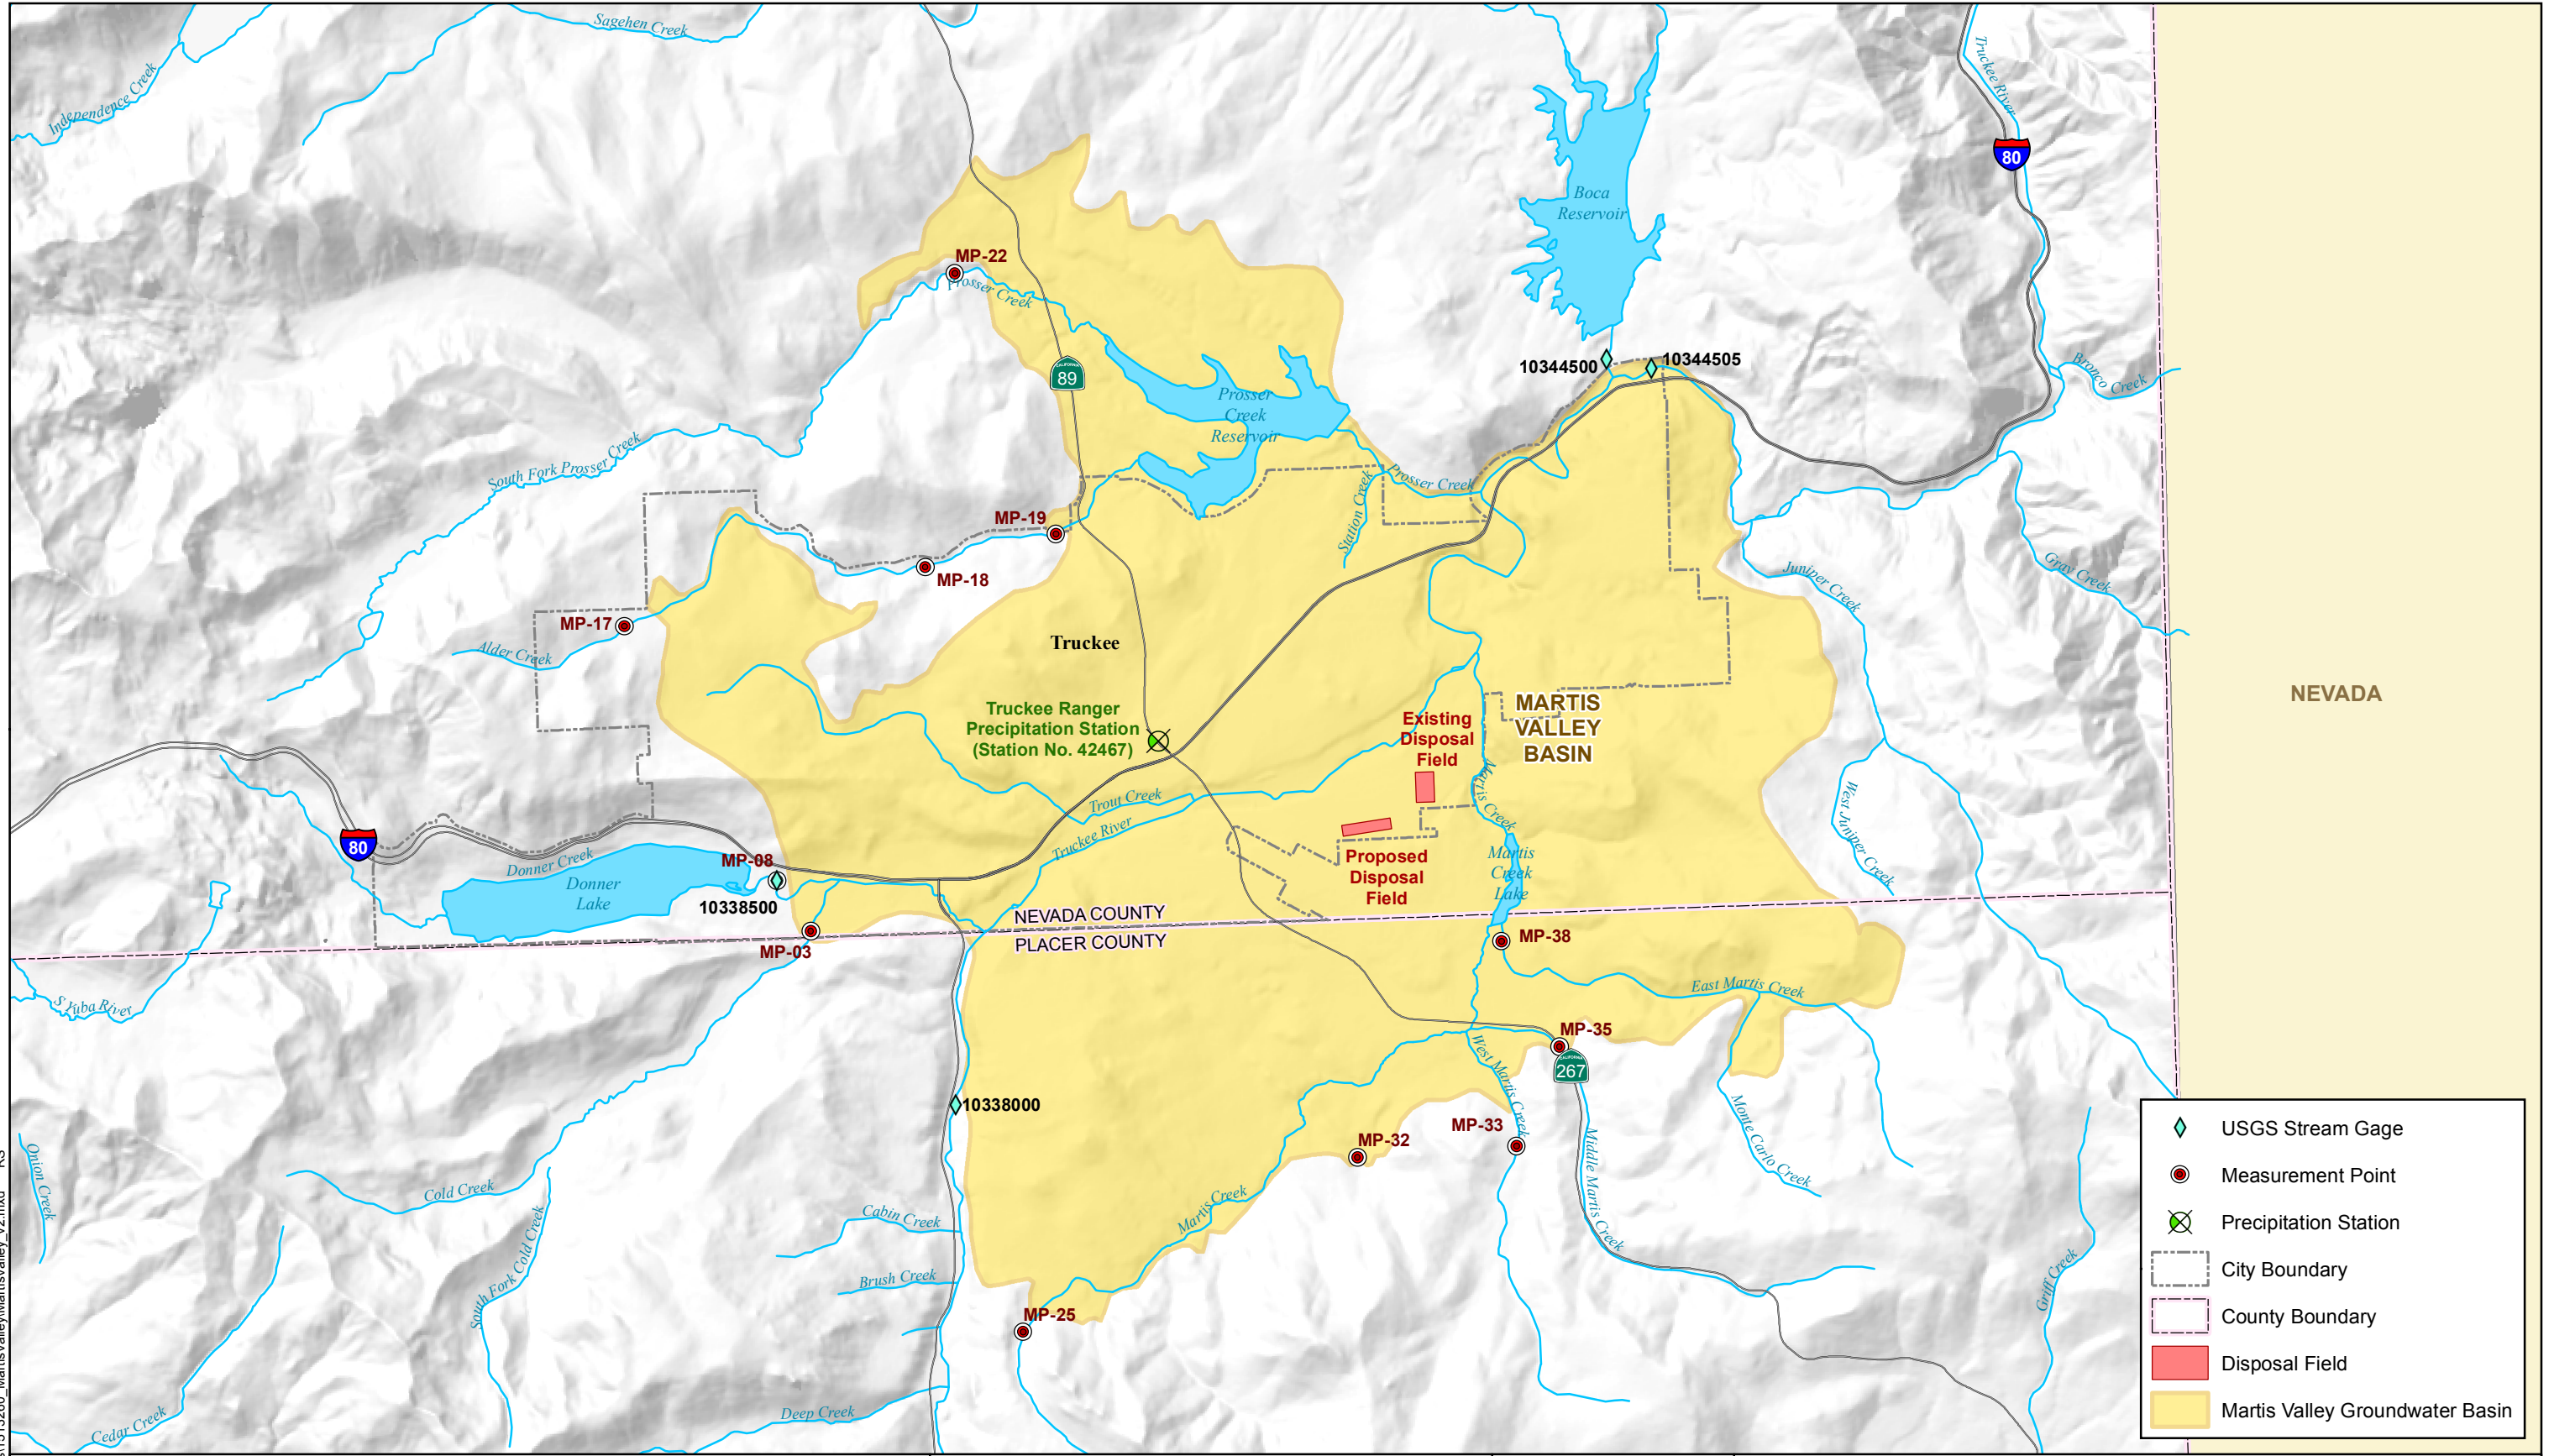 Sagehen Creek
Independence Creek
Truckee River
80
Boca
Reservoir
MP-22
Prosser Creek
10344500
10344505
89
Bronco Creek
Prosser
Creek
Reservoir
South Fork Prosser Creek
Prosser Creek
Station Creek
MP-19
MP-18
MP-17
Alder Creek
Juniper Creek
Gray Creek
Truckee
NEVADA
Truckee Ranger
Precipitation Station
(Station No. 42467)
Existing
Disposal
Field
MARTIS
VALLEY
BASIN
Martis Creek
Trout Creek
Truckee River
West Juniper Creek
80
Donner Creek
Donner
Lake
MP-08
10338500
Proposed
Disposal
Field
Martis
Creek
Lake
NEVADA COUNTY
PLACER COUNTY
MP-03
MP-38
S Yuba River
East Martis Creek
MP-35
267
West Martis Creek
10338000
MP-33
MP-32
Monte Carlo Creek
Middle Martis Creek
Onion Creek
Cold Creek
South Fork Cold Creek
Cabin Creek
Martis Creek
Brush Creek
MP-25
Griff Creek
Deep Creek
Cedar Creek
USGS Stream Gage
Measurement Point
Precipitation Station
City Boundary
County Boundary
Disposal Field
Martis Valley Groundwater Basin